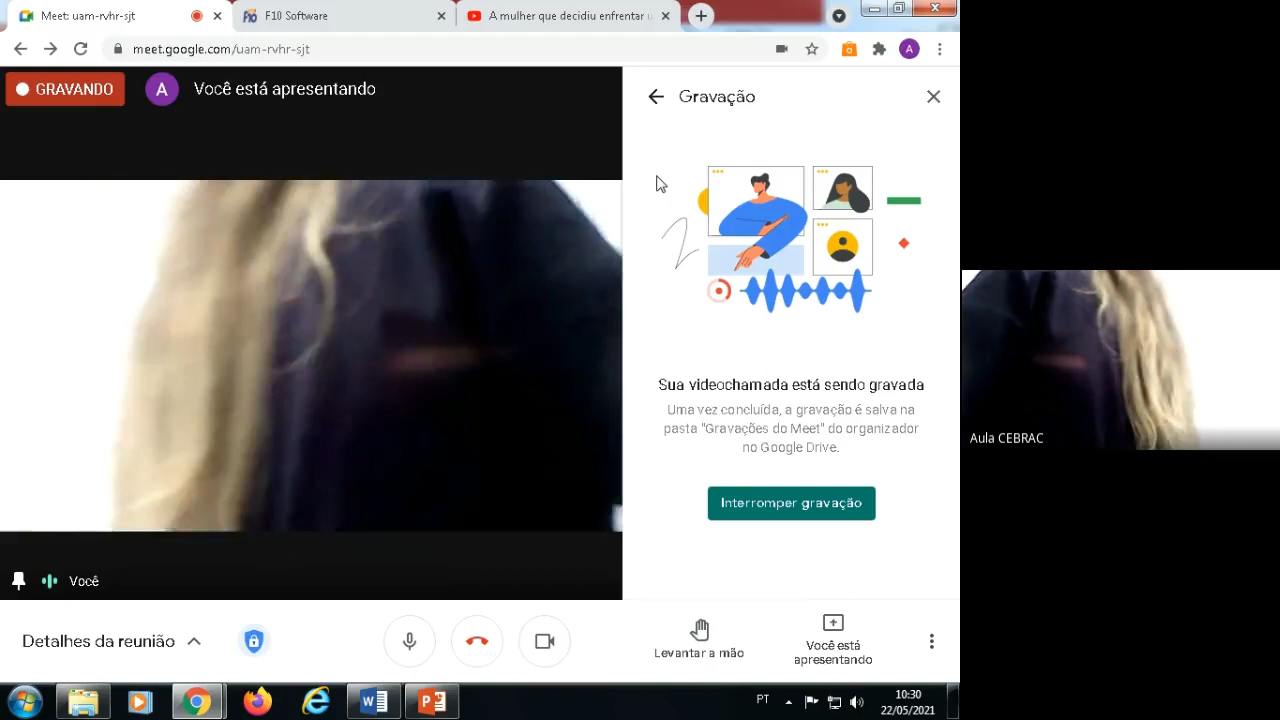 Meet: uam-rvhr-sjt
F10 Software
A mulher que decidiu enfrentar u
meet.google.com/uam-rvhr-sjt
A
GRAVANDO
A
Você está apresentando
Gravação
Sua videochamada está sendo gravada
Uma vez concluída, a gravação é salva na
pasta "Gravações do Meet" do organizador
no Google Drive.
Interromper gravação
Aula CEBRAC
Você
Detalhes da reunião
Levantar a mão
Você está
apresentando
PT
10:30
22/05/2021